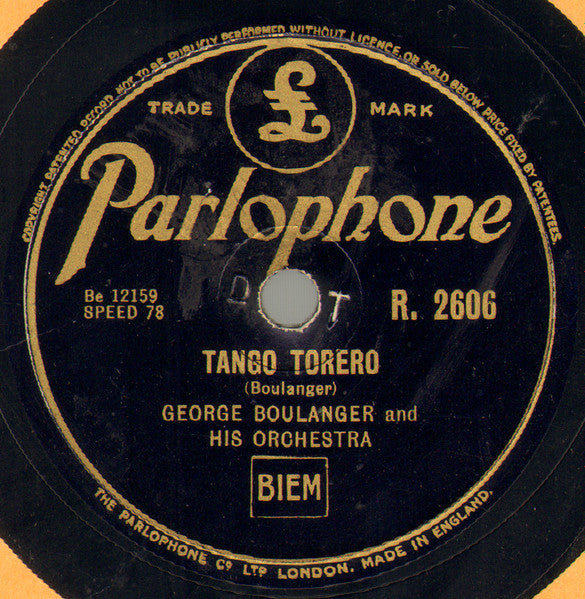 COPYRIGHT. PATENTED RECORD. NOT TO BE PUBLICLY PERFORMED WITHOUT LICENCE, OR SOLD BELOW PRICE FIXED BY PATENTEES.
TRADE £ MARK
Parlophone
Be 12159
SPEED 78
R. 2606
TANGO TORERO
(Boulanger)
GEORGE BOULANGER and
HIS ORCHESTRA
BIEM
THE PARLOPHONE Cº LTD LONDON. MADE IN ENGLAND.